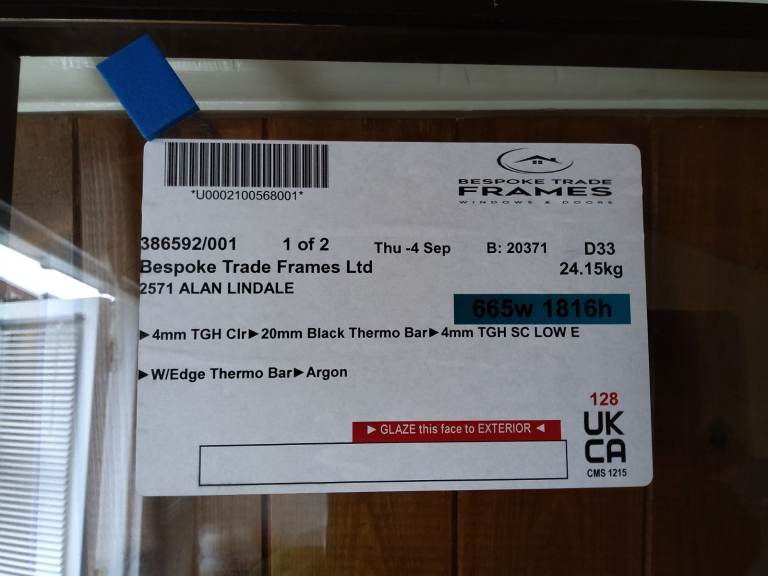 *U0002100568001*
BESPOKE TRADE
FRAMES
WINDOWS & DOORS
386592/001 1 of 2 Thu -4 Sep B: 20371 D33
Bespoke Trade Frames Ltd 24.15kg
2571 ALAN LINDALE
665w 1816h
►4mm TGH Clr►20mm Black Thermo Bar►4mm TGH SC LOW E
►W/Edge Thermo Bar►Argon
128
► GLAZE this face to EXTERIOR ◄
UK
CA
CMS 1215